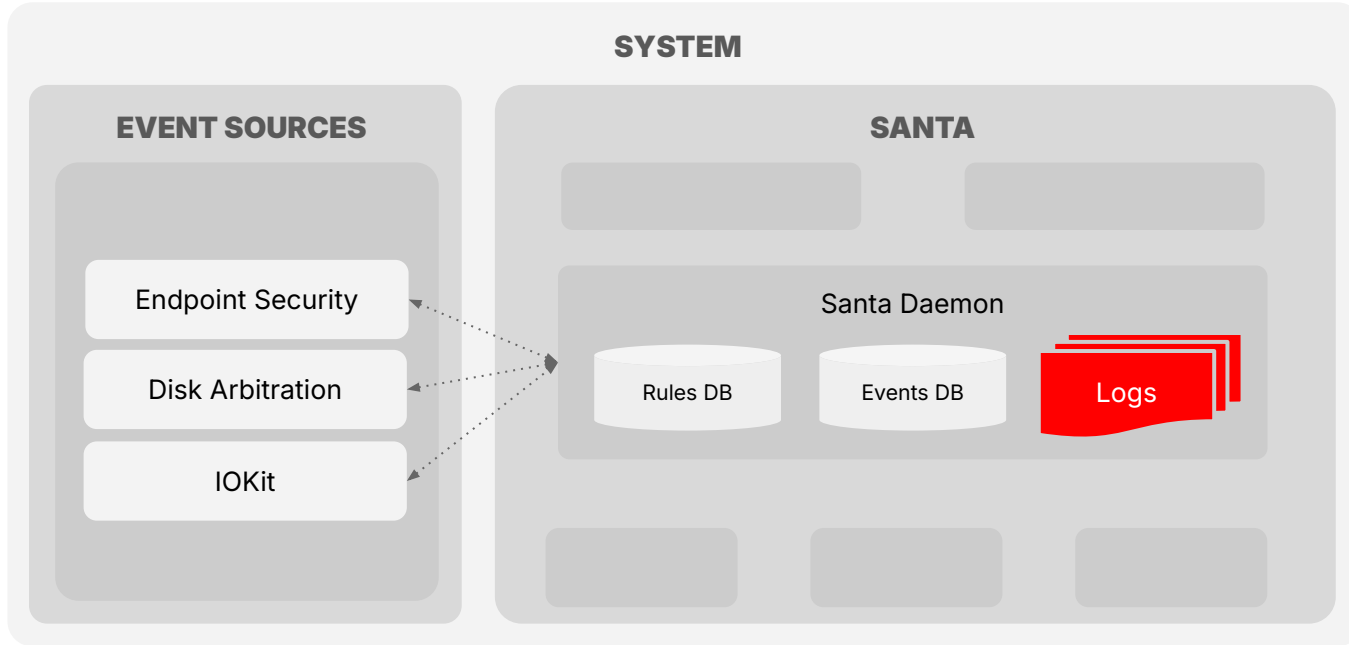 SYSTEM
EVENT SOURCES
Endpoint Security
Disk Arbitration
IOKit
SANTA
Santa Daemon
Rules DB
Events DB
Logs